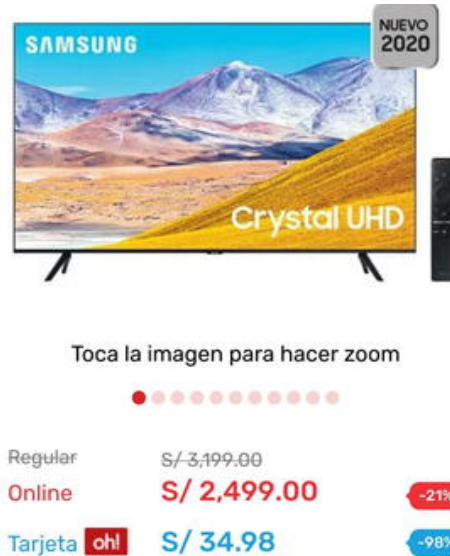 NUEVO
2020
SAMSUNG
Crystal UHD
Toca la imagen para hacer zoom
Regular S/ 3,199.00
Online S/ 2,499.00 -21%
Tarjeta oh! S/ 34.98 -98%